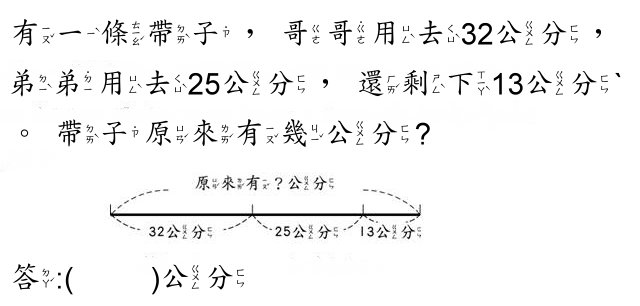 有一條帶子，哥哥用去32公分，
弟弟用去25公分，還剩下13公分
。帶子原來有幾公分？
原來有？公分
32公分 25公分 13公分
答:( )公分